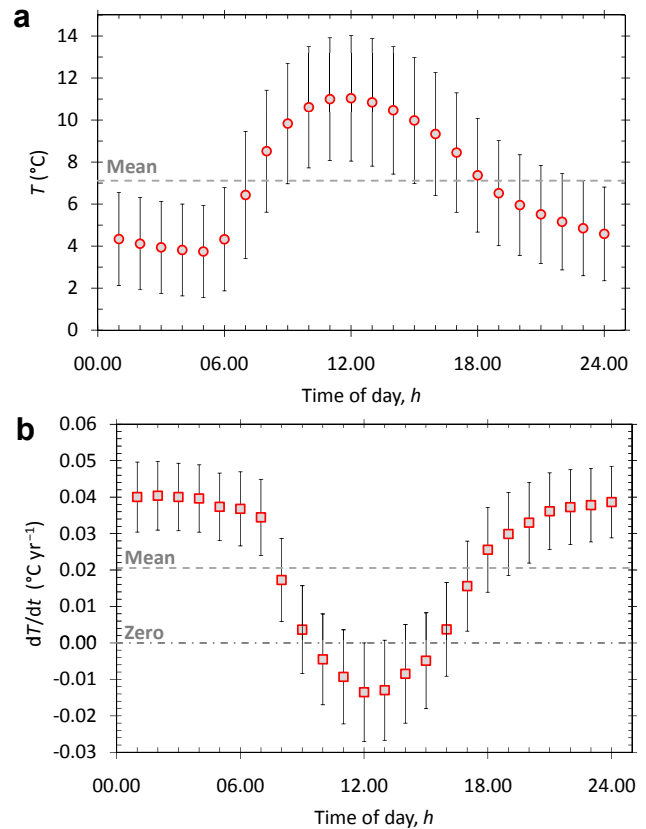 a
14
12
10
8
6
4
2
0
T (°C)
Mean
00.00 06.00 12.00 18.00 24.00
Time of day, h
b
0.06
0.05
0.04
0.03
0.02
0.01
0.00
-0.01
-0.02
-0.03
dT/dt (°C yr⁻¹)
Mean
Zero
00.00 06.00 12.00 18.00 24.00
Time of day, h